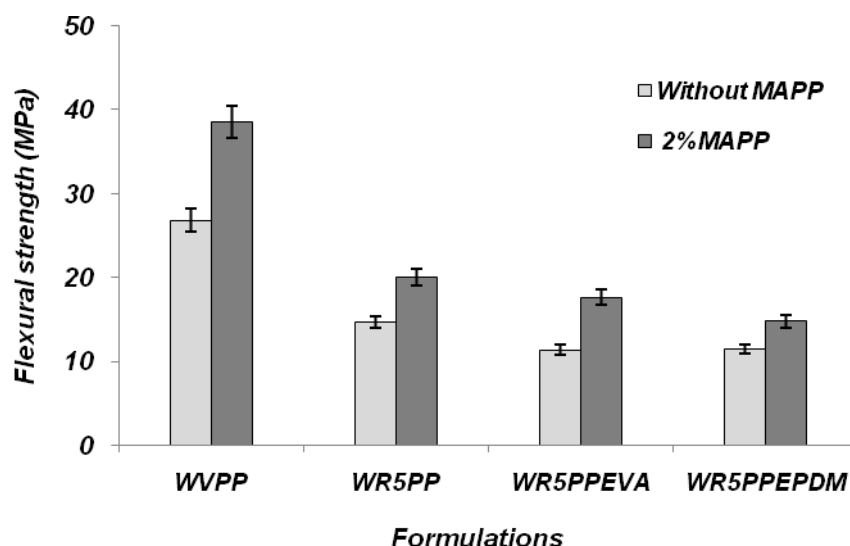 Flexural strength (MPa)
50
40
30
20
10
0
Without MAPP
2%MAPP
WVPP WR5PP WR5PPEVA WR5PPEPDM
Formulations